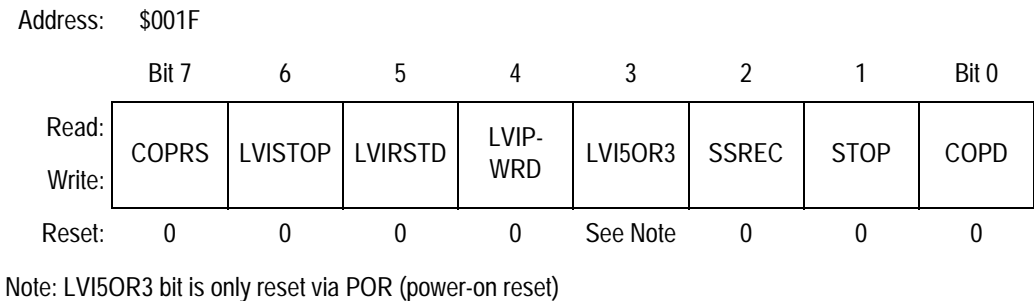 Address: $001F
Bit 7 6 5 4 3 2 1 Bit 0
Read:
COPRS LVISTOP LVIRSTD LVIP-
WRD LVI5OR3 SSREC STOP COPD
Write:
Reset: 0 0 0 0 See Note 0 0 0
Note: LVI5OR3 bit is only reset via POR (power-on reset)